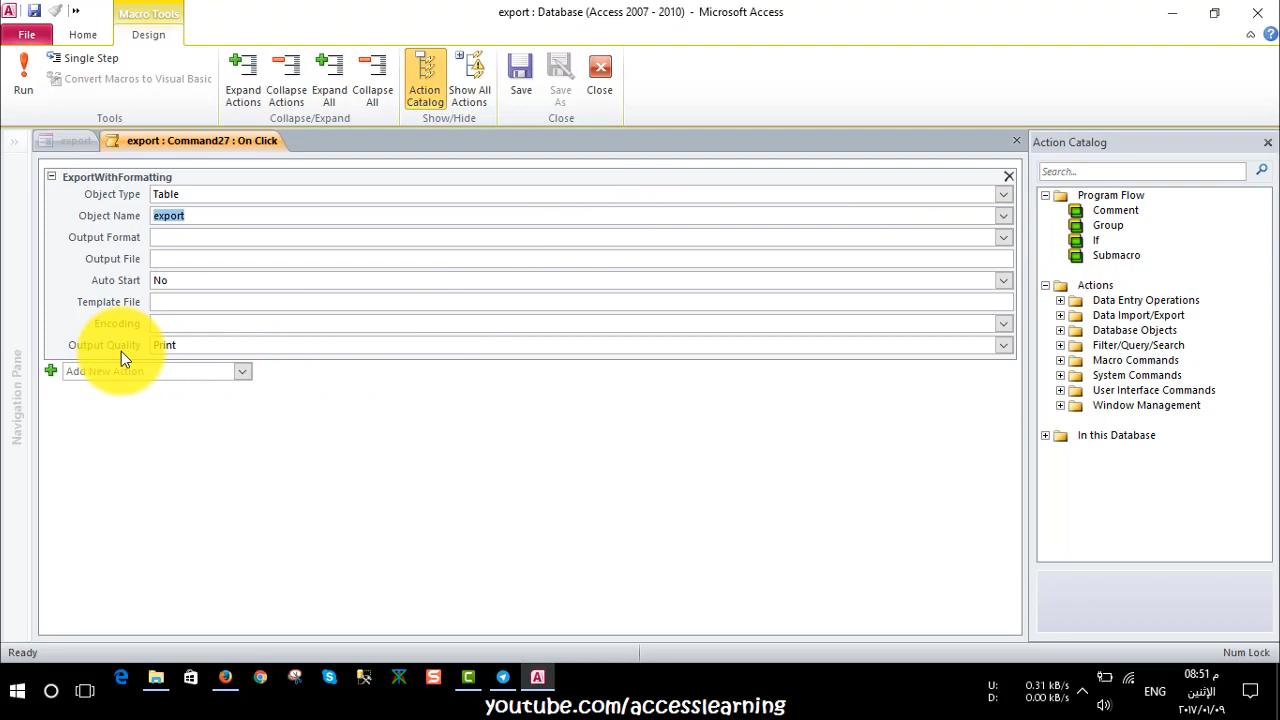 Macro Tools
export : Database (Access 2007 - 2010) - Microsoft Access
File
Home
Design
Run
Single Step
Convert Macros to Visual Basic
Tools
Expand Actions
Collapse Actions
Expand All
Collapse All
Collapse/Expand
Action Catalog
Show All Actions
Show/Hide
Save
Save As
Close
Close
export
export : Command27 : On Click
ExportWithFormatting
Object Type Table
Object Name export
Output Format
Output File
Auto Start No
Template File
Encoding
Output Quality Print
Add New Action
Navigation Pane
Action Catalog
Search...
Program Flow
Comment
Group
If
Submacro
Actions
Data Entry Operations
Data Import/Export
Database Objects
Filter/Query/Search
Macro Commands
System Commands
User Interface Commands
Window Management
In this Database
Ready
Num Lock
U: 0.31 kB/s
D: 0.00 kB/s
ENG
08:51 م
الإثنين
٢٠١٧/٠١/٠٩
youtube.com/accesslearning